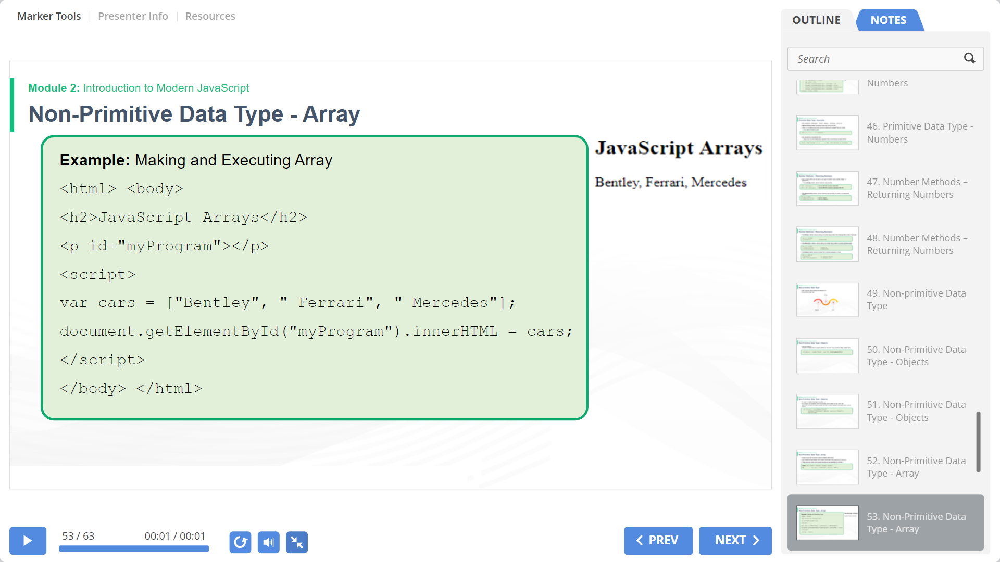 Marker Tools
Presenter Info
Resources
Module 2: Introduction to Modern JavaScript
Non-Primitive Data Type - Array
Example: Making and Executing Array
<html> <body>
<h2>JavaScript Arrays</h2>
<p id="myProgram"></p>
<script>
var cars = ["Bentley", " Ferrari", " Mercedes"];
document.getElementById("myProgram").innerHTML = cars;
</script>
</body> </html>
JavaScript Arrays
Bentley, Ferrari, Mercedes
53 / 63
00:01 / 00:01
PREV
NEXT
OUTLINE
NOTES
Search
Numbers
46. Primitive Data Type -
Numbers
47. Number Methods –
Returning Numbers
48. Number Methods –
Returning Numbers
49. Non-primitive Data
Type
50. Non-Primitive Data
Type - Objects
51. Non-Primitive Data
Type - Objects
52. Non-Primitive Data
Type - Array
53. Non-Primitive Data
Type - Array